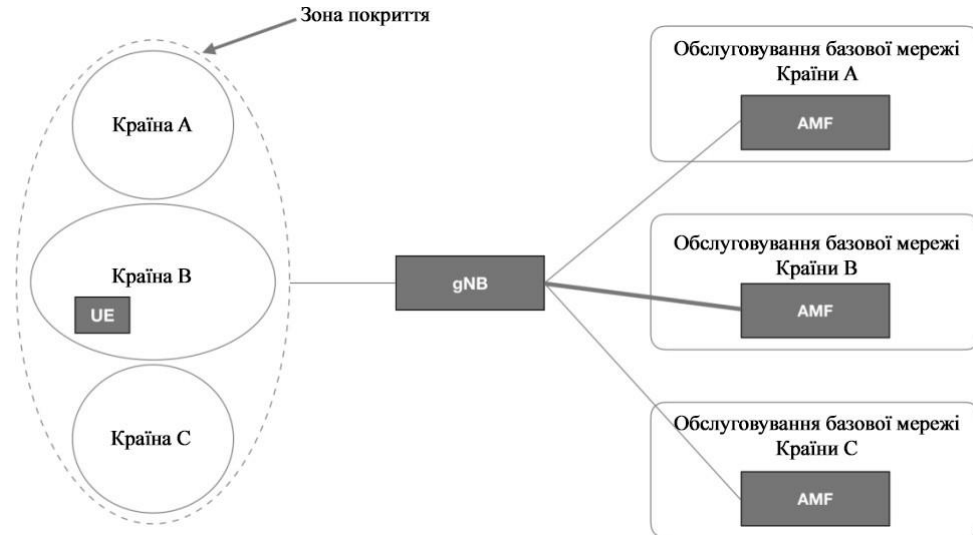 Зона покриття
Країна A
Країна B
UE
Країна C
gNB
Обслуговування базової мережі
Країни A
AMF
Обслуговування базової мережі
Країни B
AMF
Обслуговування базової мережі
Країни C
AMF